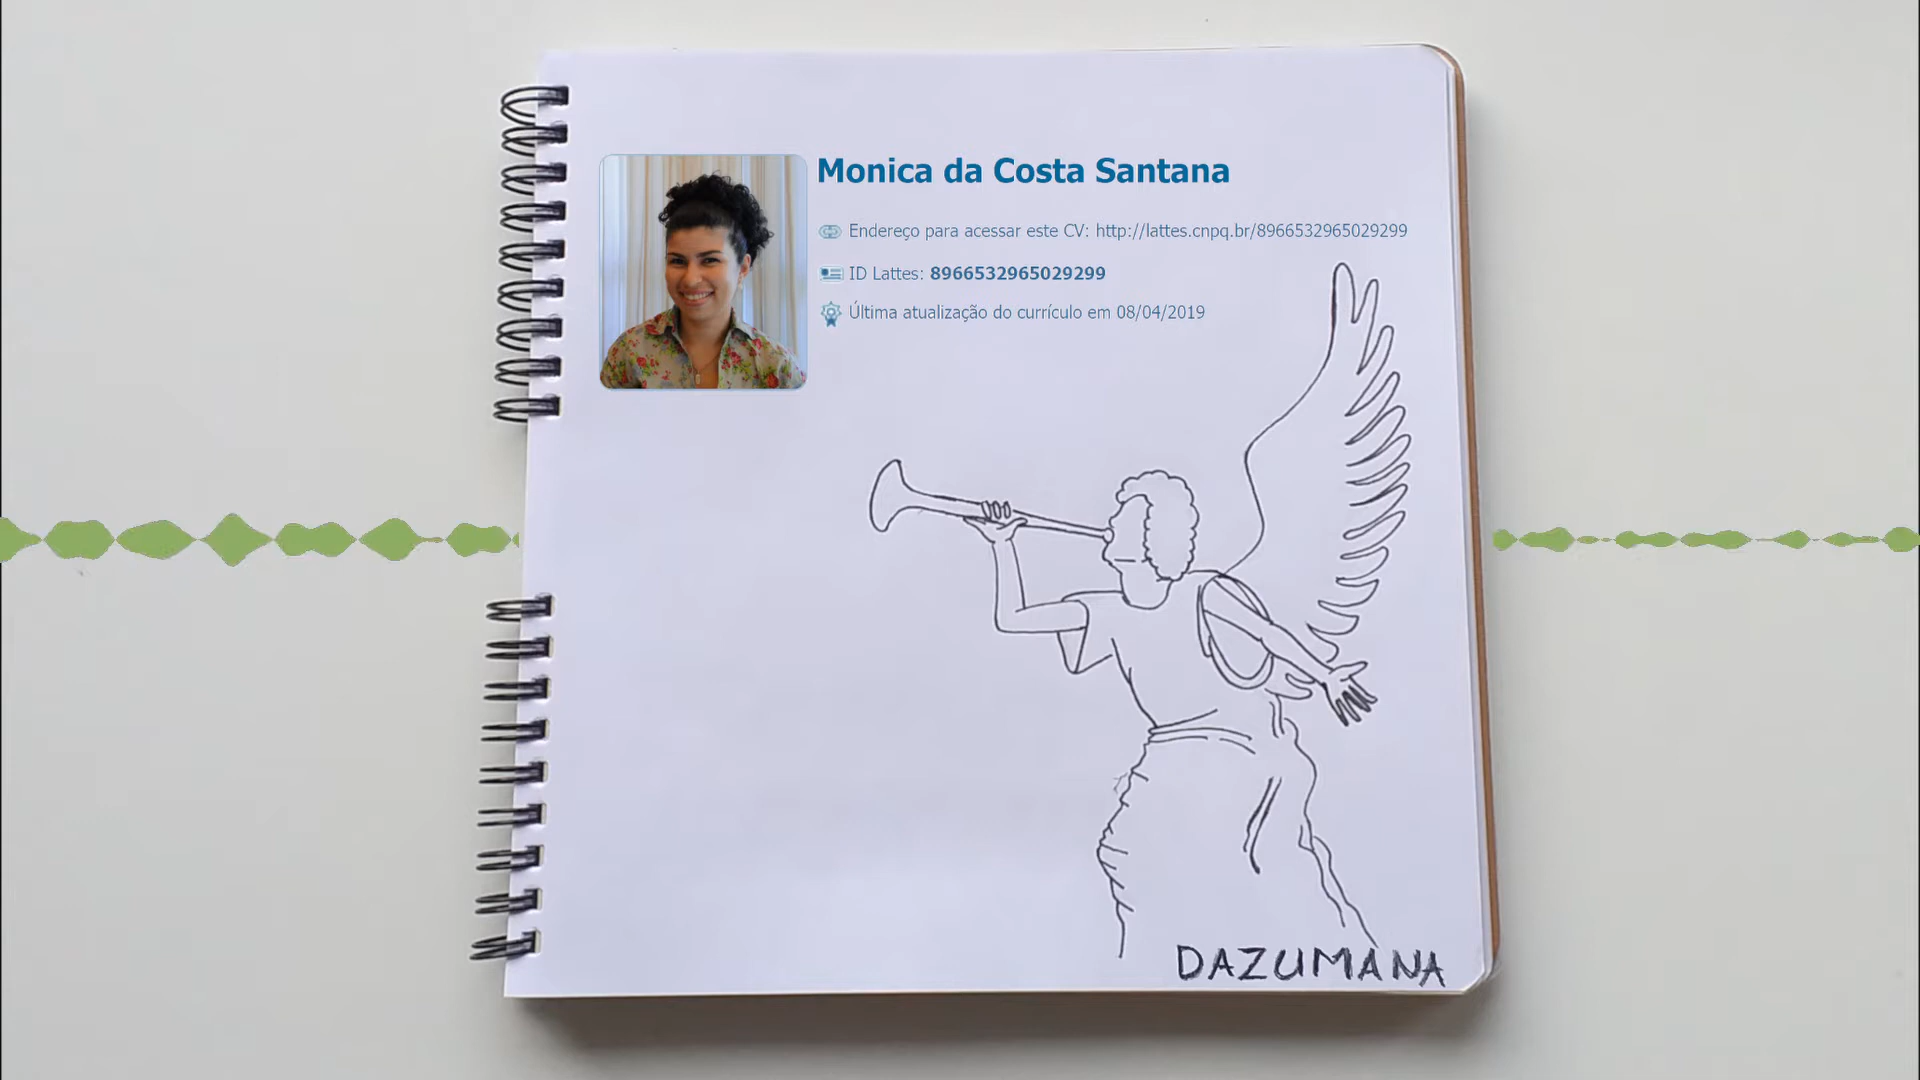 Monica da Costa Santana
Endereço para acessar este CV: http://lattes.cnpq.br/8966532965029299
ID Lattes: 8966532965029299
Última atualização do currículo em 08/04/2019
DAZUMANA